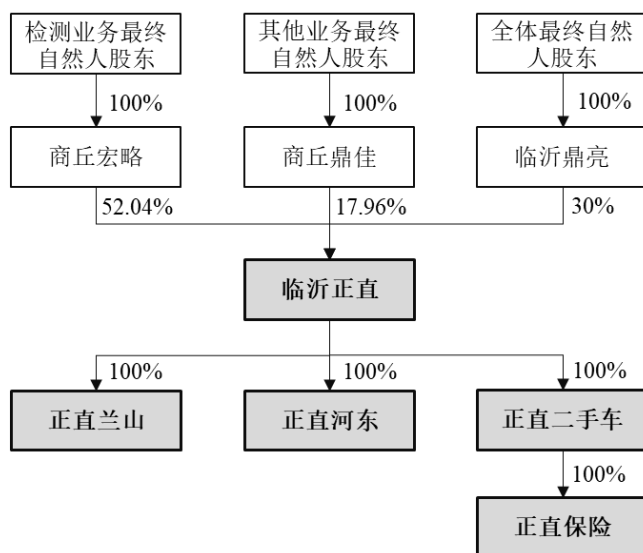 检测业务最终
自然人股东
其他业务最终
自然人股东
全体最终自然
人股东
100%
100%
100%
商丘宏略
商丘鼎佳
临沂鼎亮
52.04%
17.96%
30%
临沂正直
100%
100%
100%
正直兰山
正直河东
正直二手车
100%
正直保险